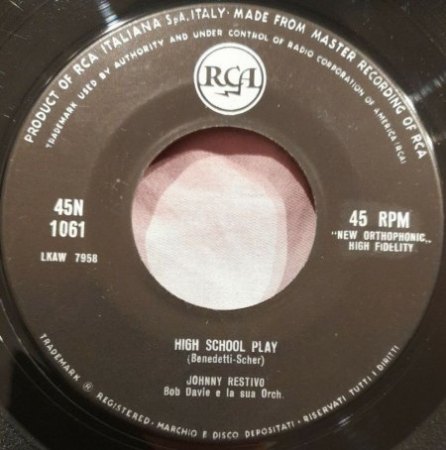 PRODUCT OF RCA ITALIANA SpA.ITALY· MADE FROM MASTER RECORDING OF RCA
TRADEMARK USED BY AUTHORITY AND UNDER CONTROL OF RADIO CORPORATION OF AMERICA (RCA)
RCA
45N
1061
LKAW 7958
45 RPM
"NEW ORTHOPHONIC„
HIGH FIDELITY
HIGH SCHOOL PLAY
(Benedetti-Scher)
JOHNNY RESTIVO
Bob Davie e la sua Orch.
TRADEMARK ® REGISTERED· MARCHIO E DISCO DEPOSITATI · RISERVATI TUTTI I DIRITTI